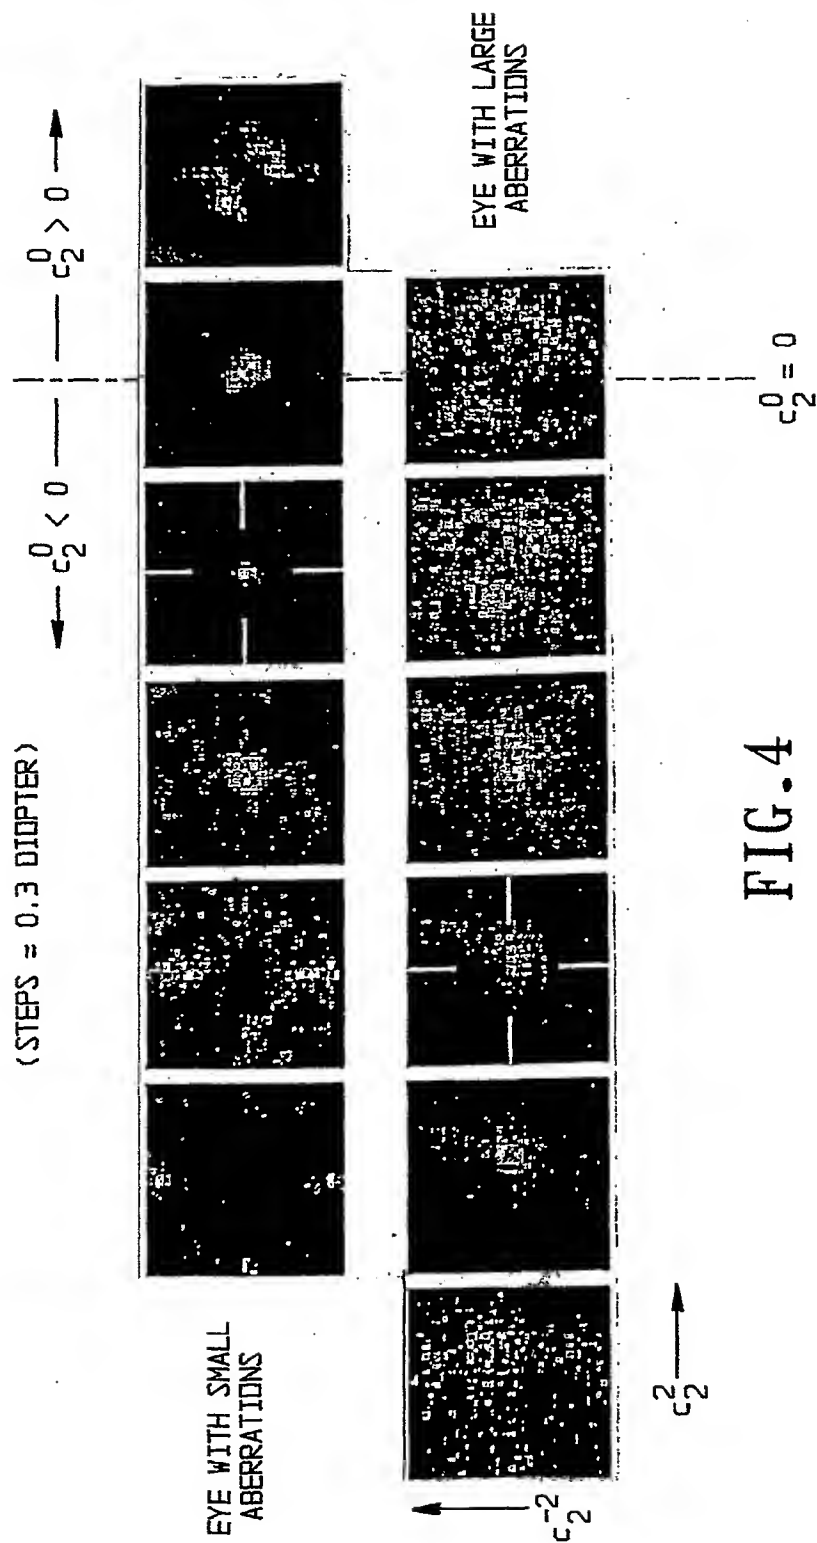 (STEPS = 0.3 DIOPTER)
← c₂⁰ < 0 —— c₂⁰ > 0 →
EYE WITH SMALL
ABERRATIONS
EYE WITH LARGE
ABERRATIONS
c₂⁻²
c₂²
c₂⁰ = 0
FIG.4